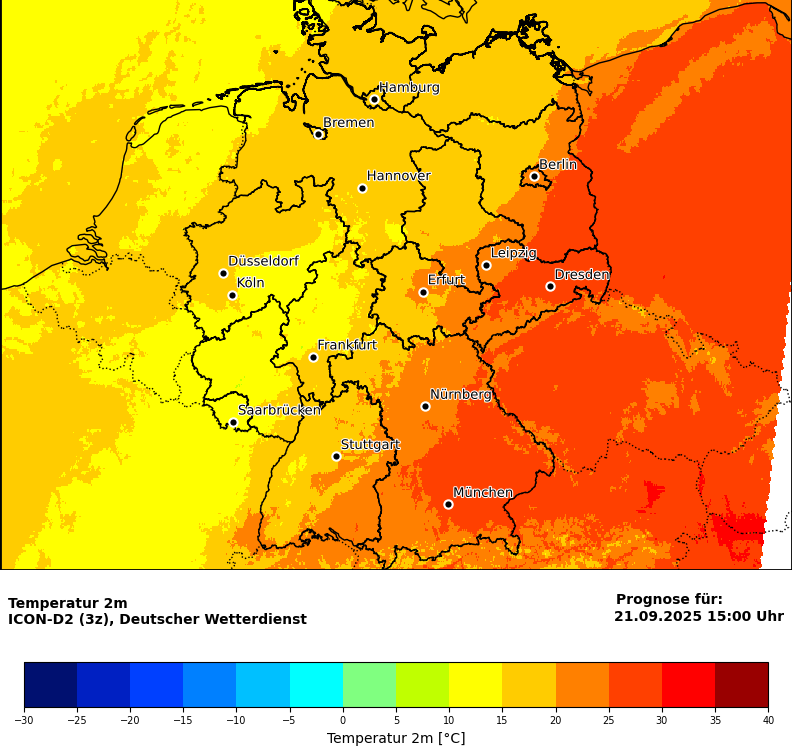 Hamburg
Bremen
Berlin
Hannover
Leipzig
Düsseldorf
Dresden
Köln
Erfurt
Frankfurt
Nürnberg
Saarbrücken
Stuttgart
München
Temperatur 2m
ICON-D2 (3z), Deutscher Wetterdienst
Prognose für:
21.09.2025 15:00 Uhr
−30 −25 −20 −15 −10 −5 0 5 10 15 20 25 30 35 40
Temperatur 2m [°C]